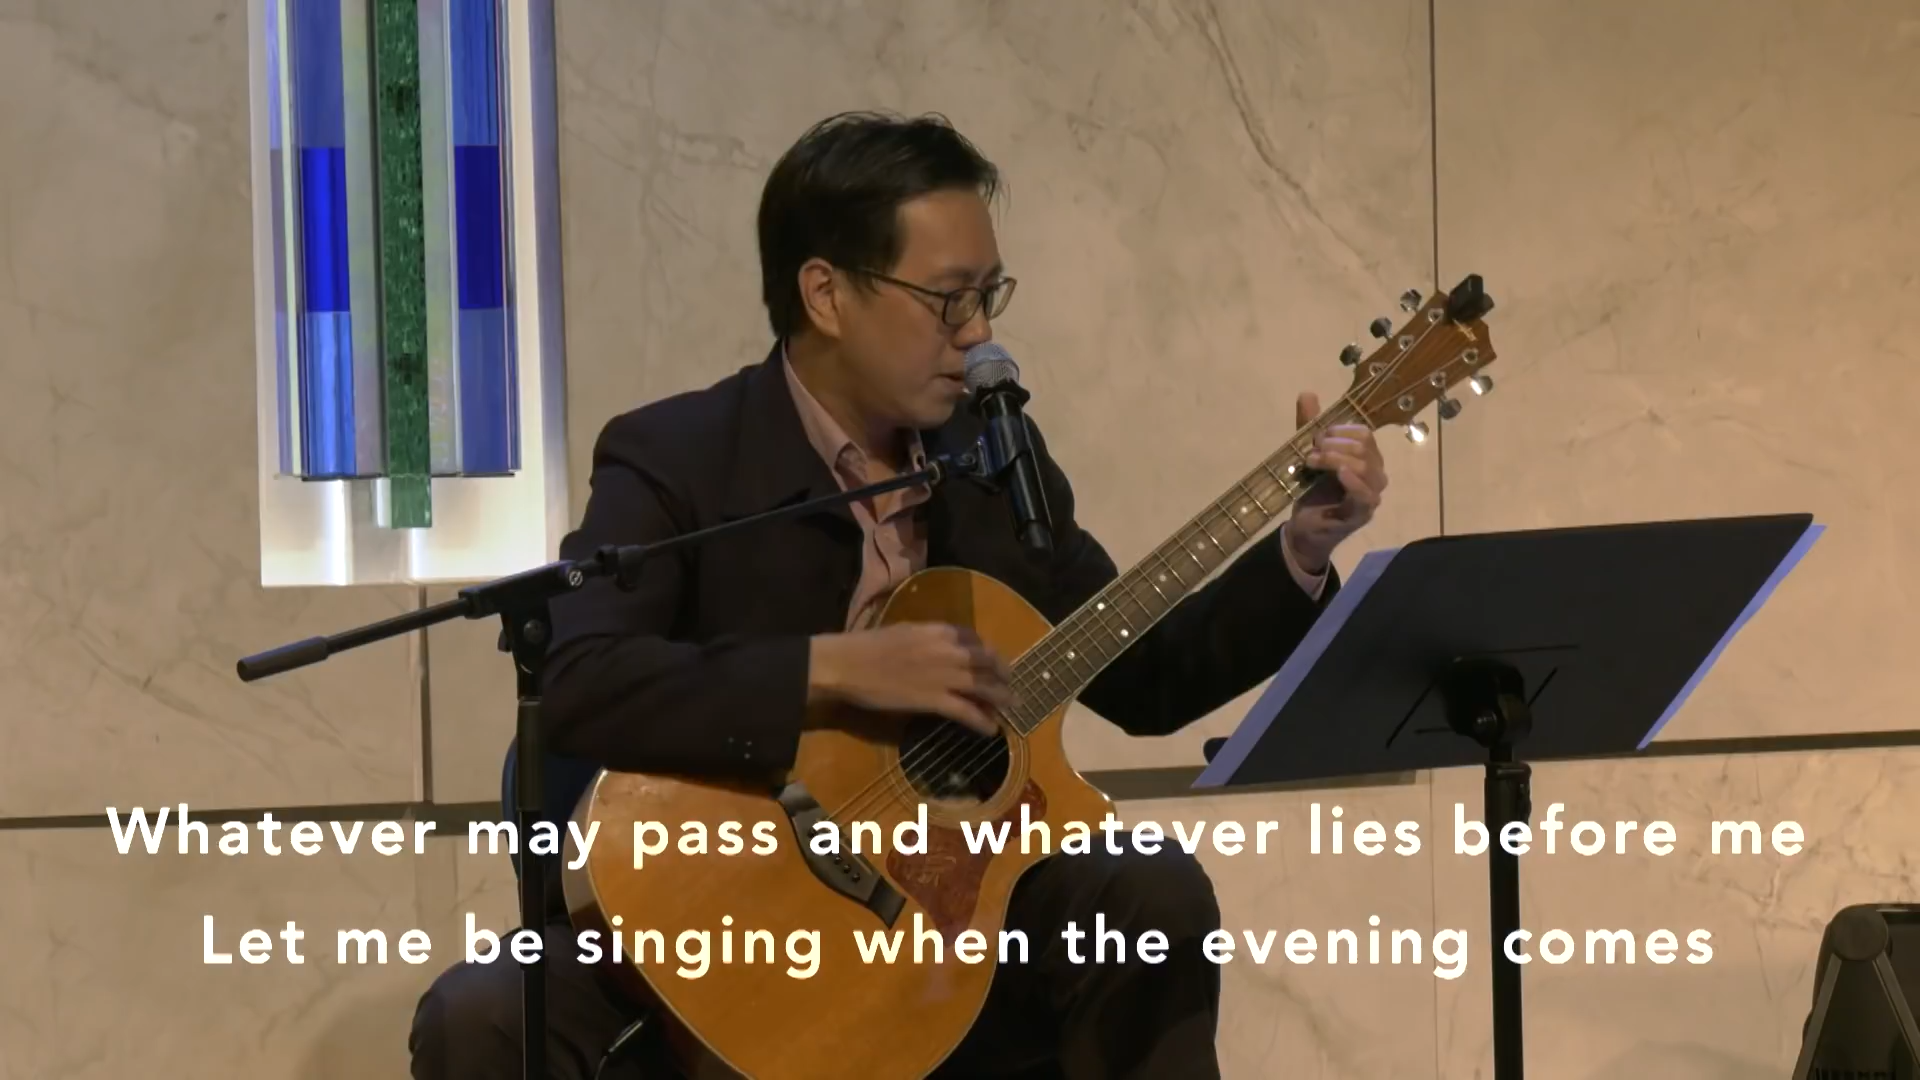 Whatever may pass and whatever lies before me
Let me be singing when the evening comes